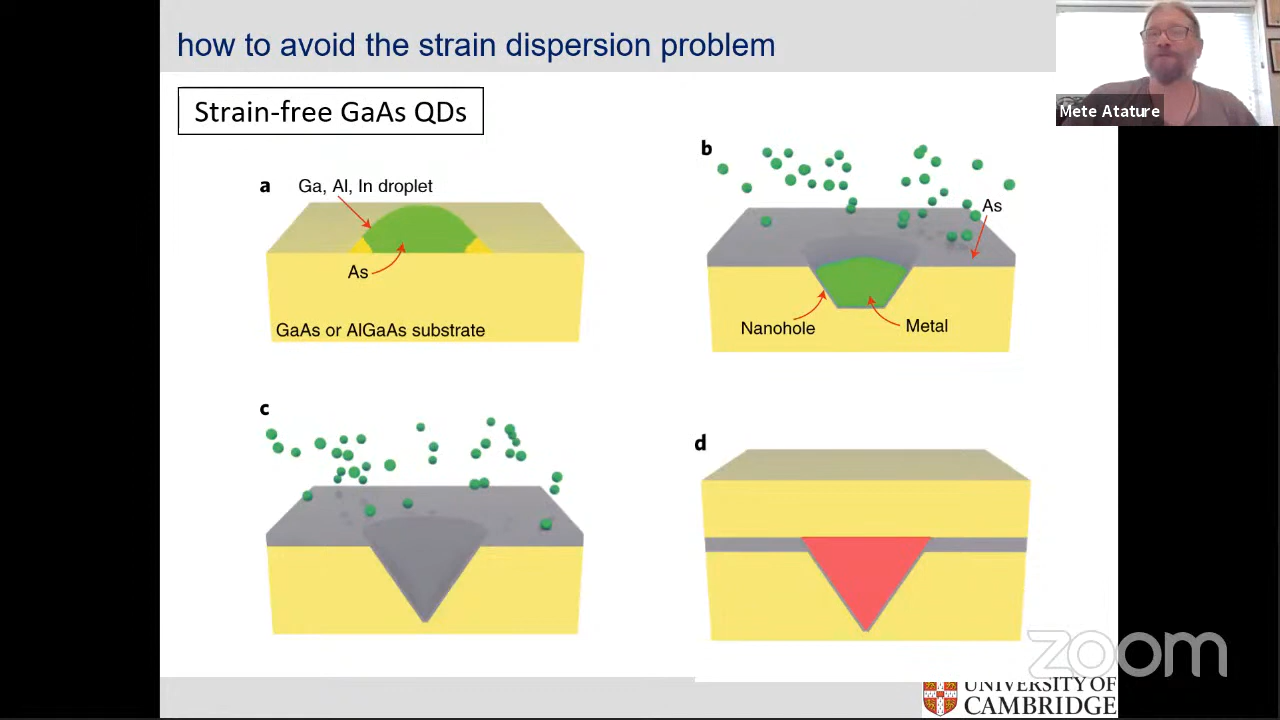 how to avoid the strain dispersion problem
Mete Atature
Strain-free GaAs QDs
a
Ga, Al, In droplet
As
GaAs or AlGaAs substrate
b
As
Nanohole
Metal
c
d
zoom
UNIVERSITY OF
CAMBRIDGE